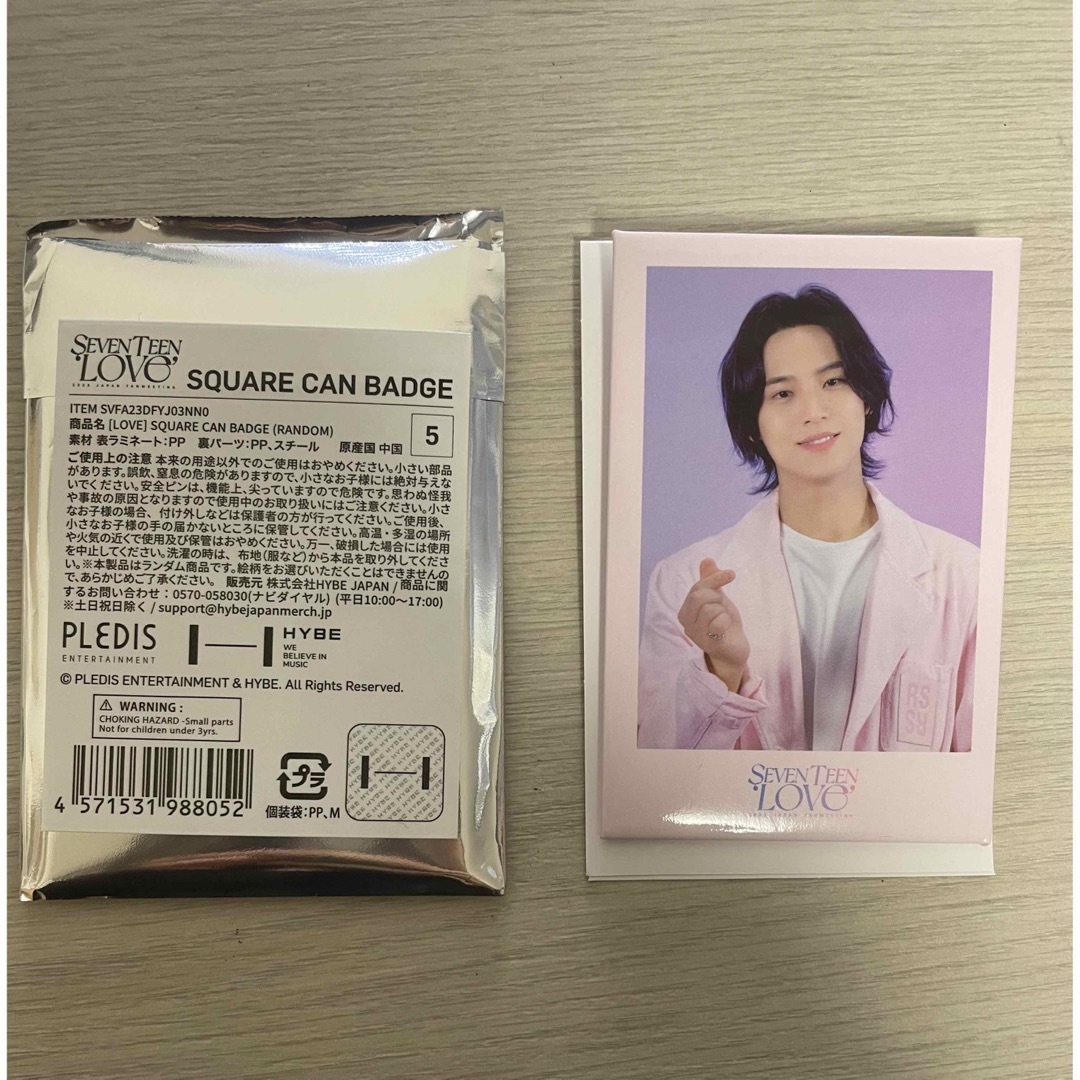 SEVENTEEN
'LOVE'
2023 JAPAN FANMEETING
SQUARE CAN BADGE
ITEM SVFA23DFYJ03NN0
商品名 [LOVE] SQUARE CAN BADGE (RANDOM)
素材 表ラミネート:PP 裏パーツ:PP、スチール 原産国 中国
5
ご使用上の注意 本来の用途以外でのご使用はおやめください。小さい部品
があります。誤飲、窒息の危険がありますので、小さなお子様には絶対与えな
いでください。安全ピンは、機能上、尖っていますので危険です。思わぬ怪我
や事故の原因となりますので使用中のお取り扱いにはご注意ください。小さ
なお子様の場合、付け外しなどは保護者の方が行ってください。ご使用後、
小さなお子様の手の届かないところに保管してください。高温・多湿の場所
や火気の近くで使用及び保管はおやめください。万一、破損した場合には使用
を中止してください。洗濯の時は、布地(服など)から本品を取り外してくださ
い。※本製品はランダム商品です。絵柄をお選びいただくことはできませんの
で、あらかじめご了承ください。 販売元 株式会社HYBE JAPAN / 商品に関
するお問い合わせ:0570-058030(ナビダイヤル) (平日10:00〜17:00)
※土日祝日除く / support@hybejapanmerch.jp
PLEDIS
ENTERTAINMENT
HYBE
WE
BELIEVE IN
MUSIC
© PLEDIS ENTERTAINMENT & HYBE. All Rights Reserved.
WARNING :
CHOKING HAZARD -Small parts
Not for children under 3yrs.
4 571531 988052
プラ
個装袋:PP、M
RS
SB
SEVENTEEN
'LOVE'
2023 JAPAN FANMEETING